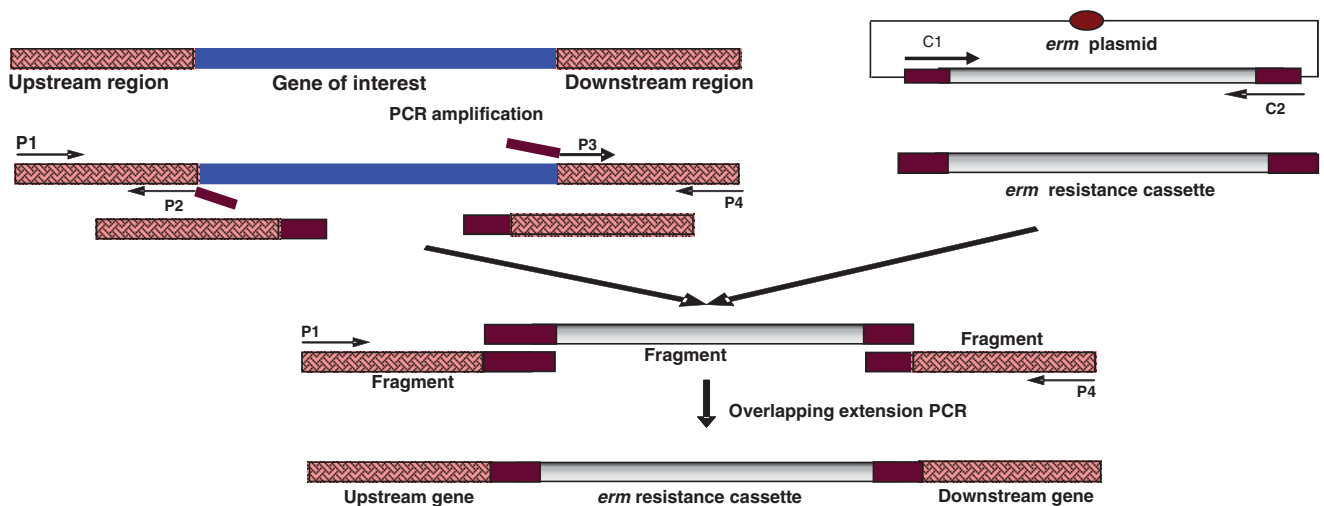 Upstream region
Gene of interest
Downstream region
erm plasmid
C1
C2
PCR amplification
P1
P3
P2
P4
erm resistance cassette
P1
Fragment
Fragment
Fragment
P4
Overlapping extension PCR
Upstream gene
erm resistance cassette
Downstream gene